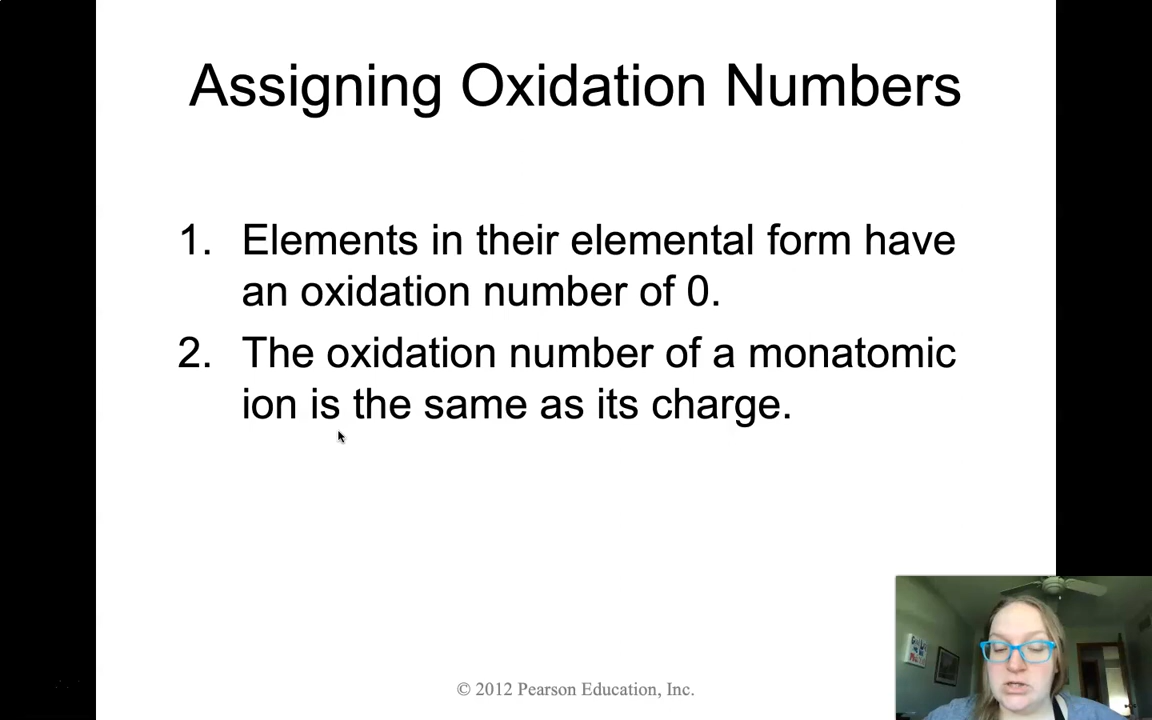 Assigning Oxidation Numbers
1. Elements in their elemental form have
an oxidation number of 0.
2. The oxidation number of a monatomic
ion is the same as its charge.
© 2012 Pearson Education, Inc.